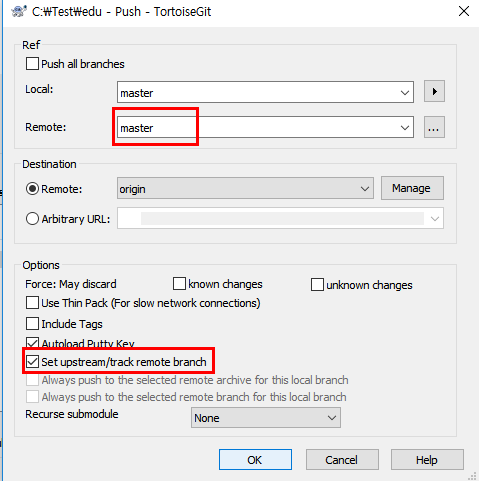 C:₩Test₩edu - Push - TortoiseGit
Ref
Push all branches
Local:
master
Remote:
master
...
Destination
Remote:
origin
Manage
Arbitrary URL:
Options
Force: May discard
known changes
unknown changes
Use Thin Pack (For slow network connections)
Include Tags
Autoload Putty Key
Set upstream/track remote branch
Always push to the selected remote archive for this local branch
Always push to the selected remote branch for this local branch
Recurse submodule
None
OK
Cancel
Help